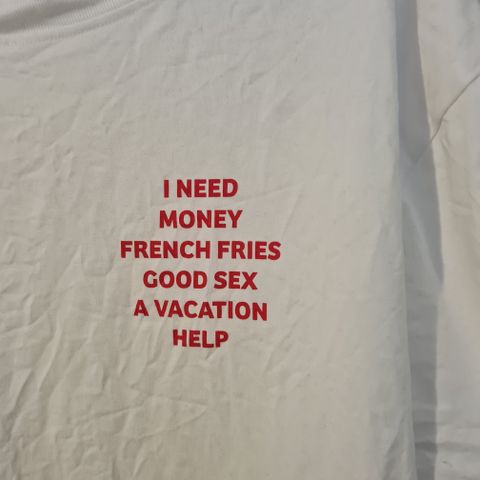 I NEED
MONEY
FRENCH FRIES
GOOD SEX
A VACATION
HELP